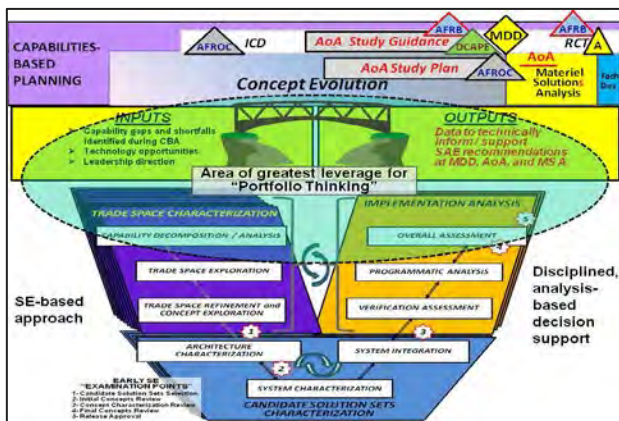 CAPABILITIES-
BASED
PLANNING
AFROC
ICD
AoA Study Guidance
AFRB
DCAPE
MDD
AFRB
RCT
A
AoA Study Plan
AFROC
AoA
Materiel
Solutions
Analysis
Concept Evolution
INPUTS
Capability gaps and shortfalls
identified during CBA
Technology opportunities
Leadership direction
OUTPUTS
Data to technically
inform / support
SAE recommendations
at MDD, AoA, and MS A
Area of greatest leverage for
"Portfolio Thinking"
TRADE SPACE CHARACTERIZATION
CAPABILITY DECOMPOSITION / ANALYSIS
TRADE SPACE EXPLORATION
TRADE SPACE REFINEMENT and
CONCEPT EXPLORATION
IMPLEMENTATION ANALYSIS
5
OVERALL ASSESSMENT
PROGRAMMATIC ANALYSIS
VERIFICATION ASSESSMENT
SE-based
approach
Disciplined,
analysis-
based
decision
support
1
3
ARCHITECTURE
CHARACTERIZATION
SYSTEM INTEGRATION
2
SYSTEM CHARACTERIZATION
CANDIDATE SOLUTION SETS
CHARACTERIZATION
EARLY SE
"EXAMINATION POINTS"
1- Candidate Solution Sets Selection
2- Initial Concepts Review
3- Concept Characterization Review
4- Final Concepts Review
5- Release Approval